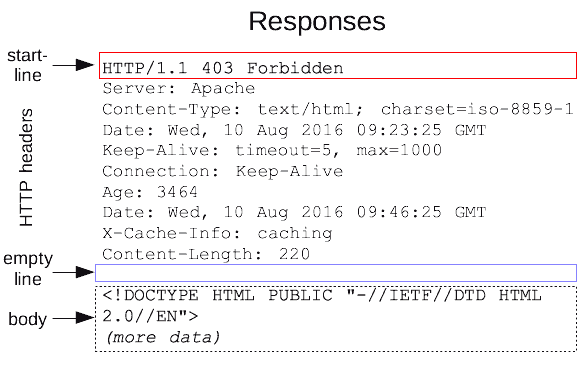 Responses
start-
line
HTTP/1.1 403 Forbidden
Server: Apache
Content-Type: text/html; charset=iso-8859-1
Date: Wed, 10 Aug 2016 09:23:25 GMT
Keep-Alive: timeout=5, max=1000
Connection: Keep-Alive
Age: 3464
Date: Wed, 10 Aug 2016 09:46:25 GMT
X-Cache-Info: caching
Content-Length: 220
HTTP headers
empty
line
body
<!DOCTYPE HTML PUBLIC "-//IETF//DTD HTML
2.0//EN">
(more data)